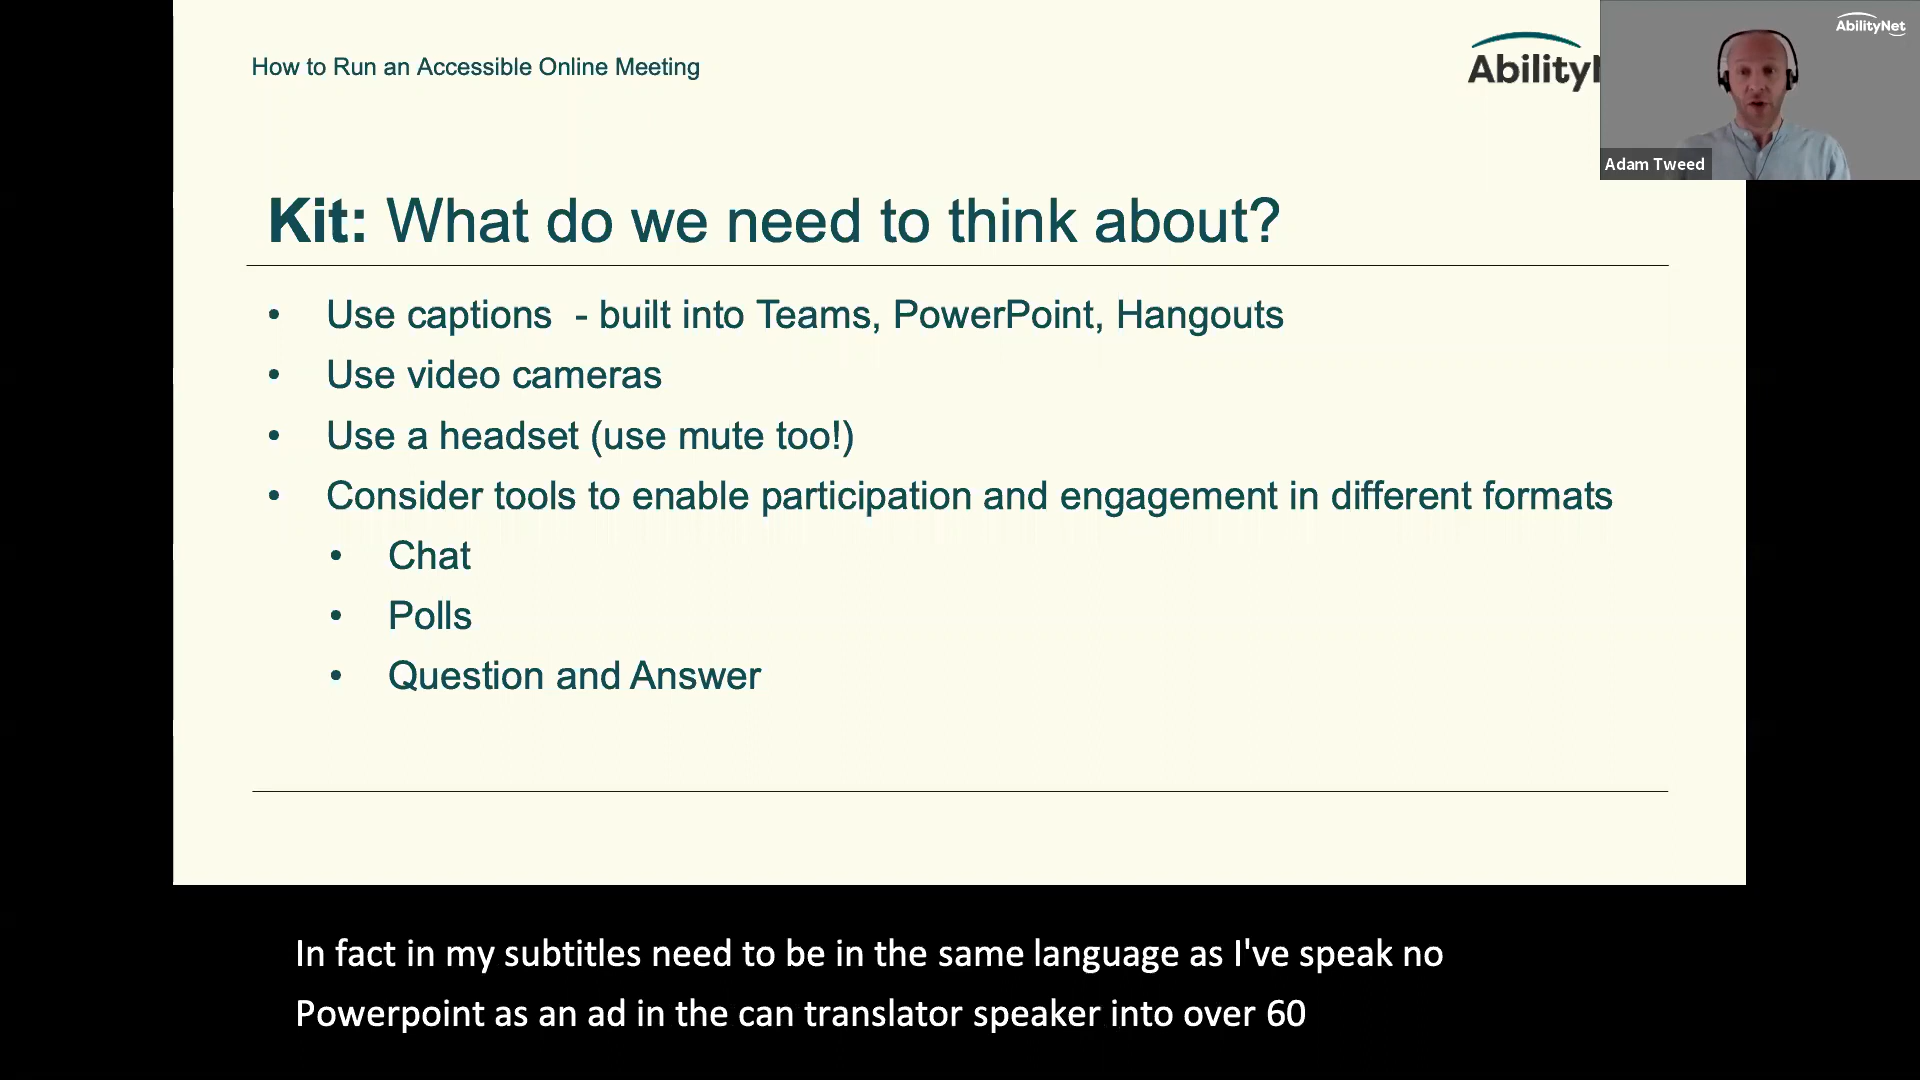 How to Run an Accessible Online Meeting
AbilityN
AbilityNet
Adam Tweed
Kit: What do we need to think about?
• Use captions  - built into Teams, PowerPoint, Hangouts
• Use video cameras
• Use a headset (use mute too!)
• Consider tools to enable participation and engagement in different formats
• Chat
• Polls
• Question and Answer
In fact in my subtitles need to be in the same language as I've speak no
Powerpoint as an ad in the can translator speaker into over 60